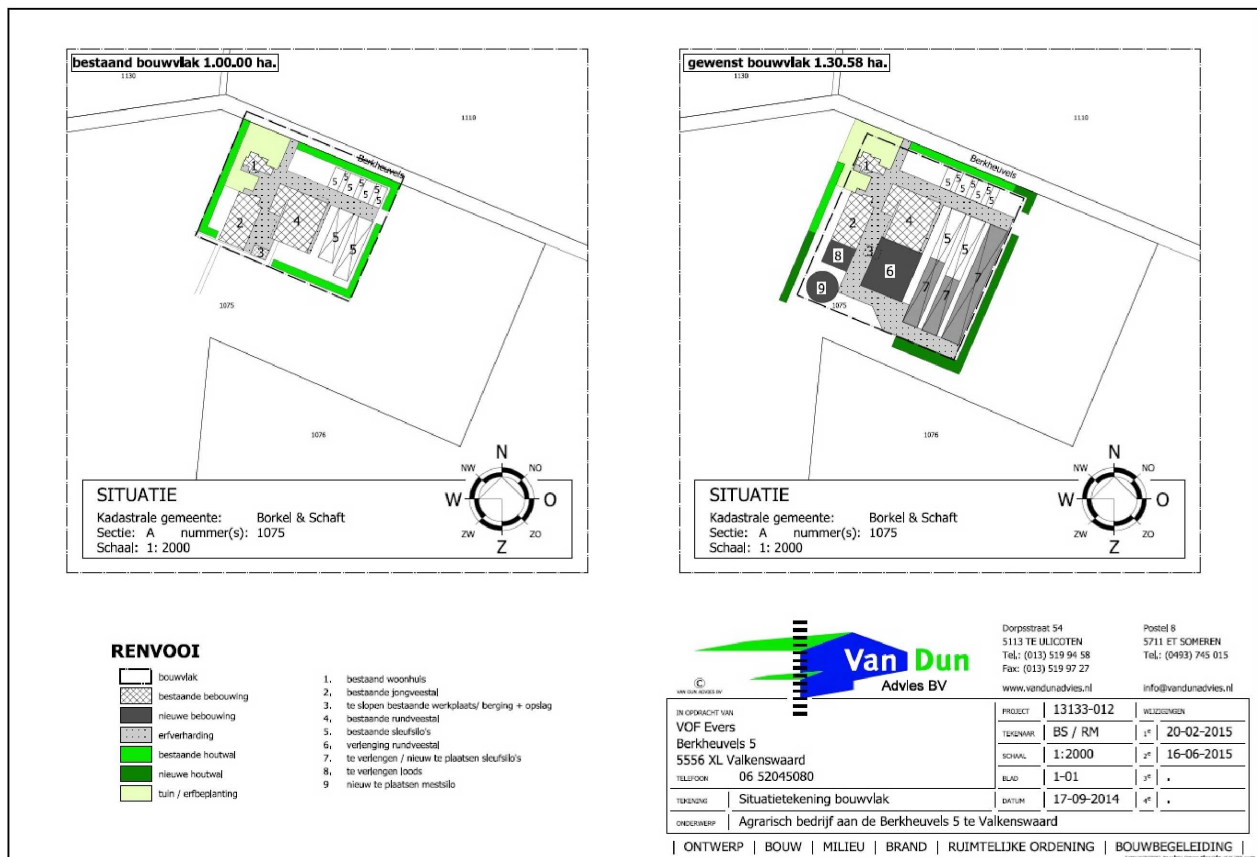 bestaand bouwvlak 1.00.00 ha.
1130
1110
Berkheuvels
1
5
5
5
5
5
5
2
4
5
5
3
1075
1076
N
NW
NO
W
O
ZW
ZO
Z
SITUATIE
Kadastrale gemeente: Borkel & Schaft
Sectie: A nummer(s): 1075
Schaal: 1: 2000
gewenst bouwvlak 1.30.58 ha.
1130
1110
Berkheuvels
1
5
5
5
5
5
5
2
4
5
5
3
8
6
7
7
7
9
1075
1076
N
NW
NO
W
O
ZW
ZO
Z
SITUATIE
Kadastrale gemeente: Borkel & Schaft
Sectie: A nummer(s): 1075
Schaal: 1: 2000
RENVOOI
bouwvlak
bestaande bebouwing
nieuwe bebouwing
erfverharding
bestaande houtwal
nieuwe houtwal
tuin / erfbeplanting
1. bestaand woonhuis
2. bestaande jongveestal
3. te slopen bestaande werkplaats/ berging + opslag
4. bestaande rundveestal
5. bestaande sleufsilo's
6. verlenging rundveestal
7. te verlengen / nieuw te plaatsen sleufsilo's
8. te verlengen loods
9 nieuw te plaatsen mestsilo
Van Dun
Advies BV
©
VAN DUN ADVIES BV
Dorpsstraat 54
5113 TE ULICOTEN
Tel.: (013) 519 94 58
Fax: (013) 519 97 27
www.vandunadvies.nl
Postel 8
5711 ET SOMEREN
Tel.: (0493) 745 015
info@vandunadvies.nl
IN OPDRACHT VAN
VOF Evers
Berkheuvels 5
5556 XL Valkenswaard
TELEFOON 06 52045080
PROJECT 13133-012 WIJZIGINGEN
TEKENAAR BS / RM 1e 20-02-2015
SCHAAL 1:2000 2e 16-06-2015
BLAD 1-01 3e .
DATUM 17-09-2014 4e .
TEKENING Situatietekening bouwvlak
ONDERWERP Agrarisch bedrijf aan de Berkheuvels 5 te Valkenswaard
| ONTWERP | BOUW | MILIEU | BRAND | RUIMTELIJKE ORDENING | BOUWBEGELEIDING |